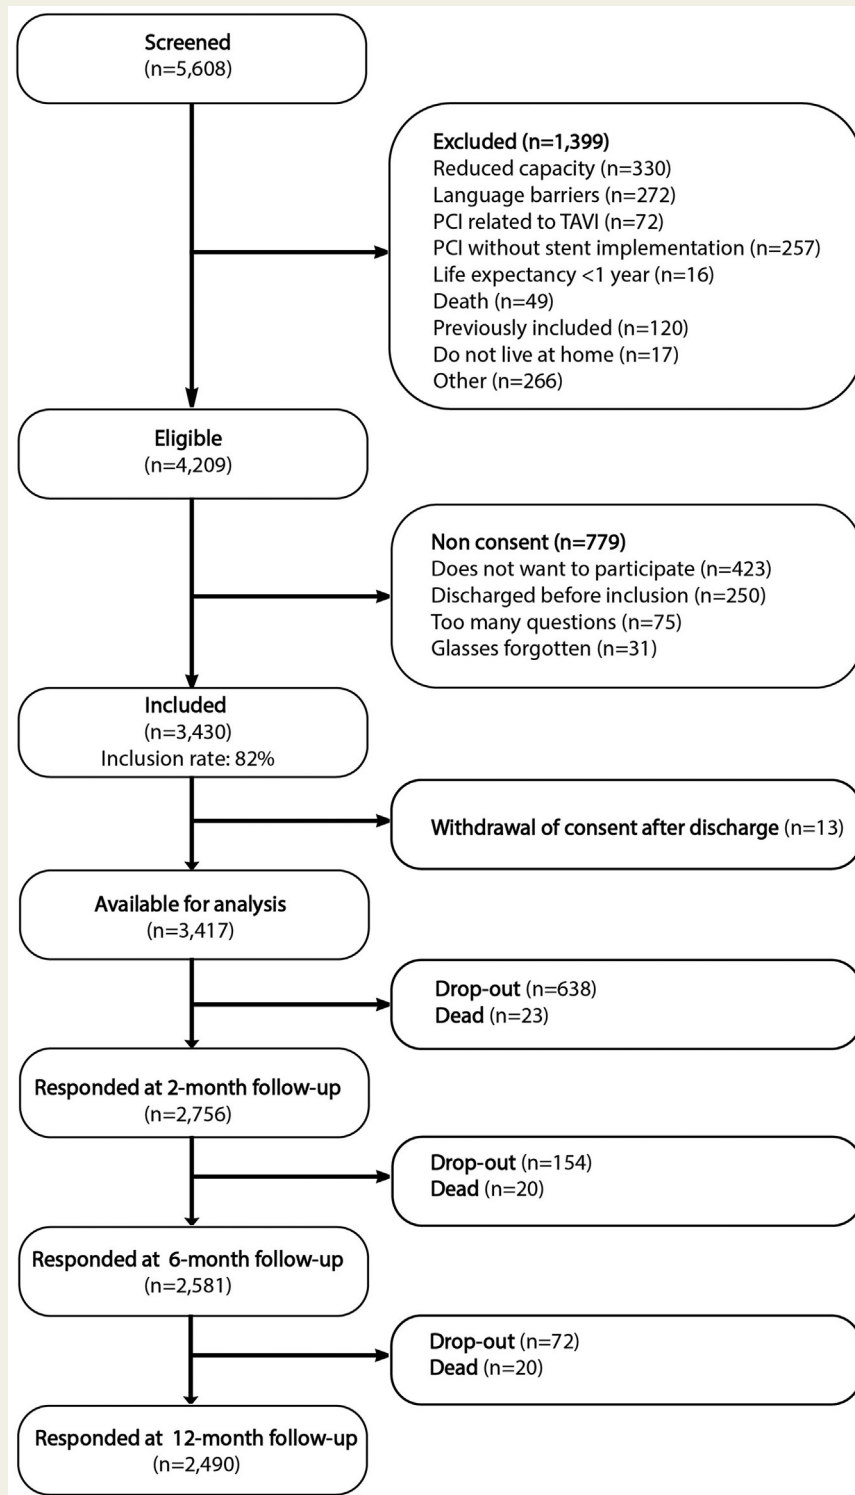 Screened
(n=5,608)
Excluded (n=1,399)
Reduced capacity (n=330)
Language barriers (n=272)
PCI related to TAVI (n=72)
PCI without stent implementation (n=257)
Life expectancy <1 year (n=16)
Death (n=49)
Previously included (n=120)
Do not live at home (n=17)
Other (n=266)
Eligible
(n=4,209)
Non consent (n=779)
Does not want to participate (n=423)
Discharged before inclusion (n=250)
Too many questions (n=75)
Glasses forgotten (n=31)
Included
(n=3,430)
Inclusion rate: 82%
Withdrawal of consent after discharge (n=13)
Available for analysis
(n=3,417)
Drop-out (n=638)
Dead (n=23)
Responded at 2-month follow-up
(n=2,756)
Drop-out (n=154)
Dead (n=20)
Responded at 6-month follow-up
(n=2,581)
Drop-out (n=72)
Dead (n=20)
Responded at 12-month follow-up
(n=2,490)